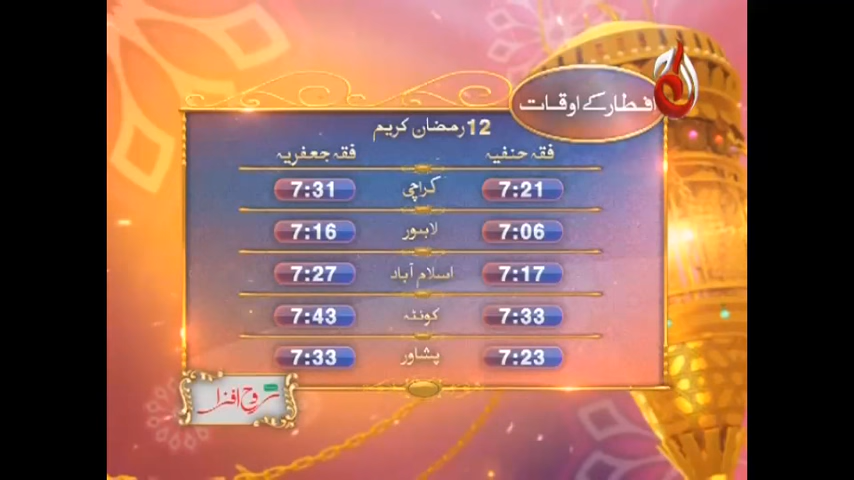 افطار کے اوقات
12 رمضان کریم
فقہ حنفیہ فقہ جعفریہ
7:21 کراچی 7:31
7:06 لاہور 7:16
7:17 اسلام آباد 7:27
7:33 کوئٹہ 7:43
7:23 پشاور 7:33
روح افزا